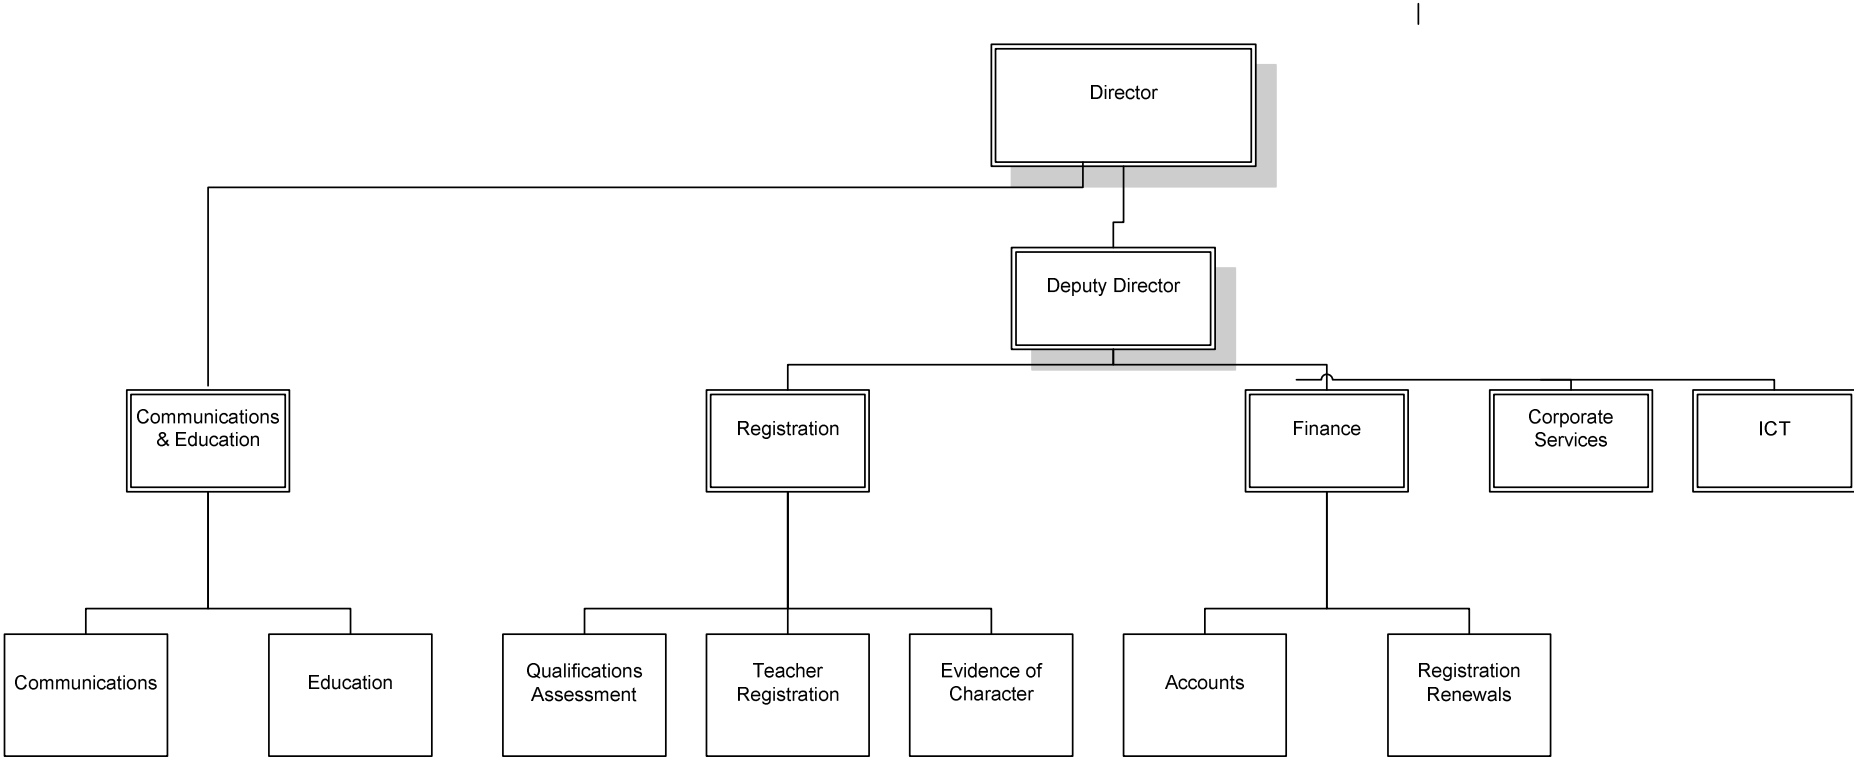 Director
Deputy Director
Communications
& Education
Registration
Finance
Corporate
Services
ICT
Communications
Education
Qualifications
Assessment
Teacher
Registration
Evidence of
Character
Accounts
Registration
Renewals